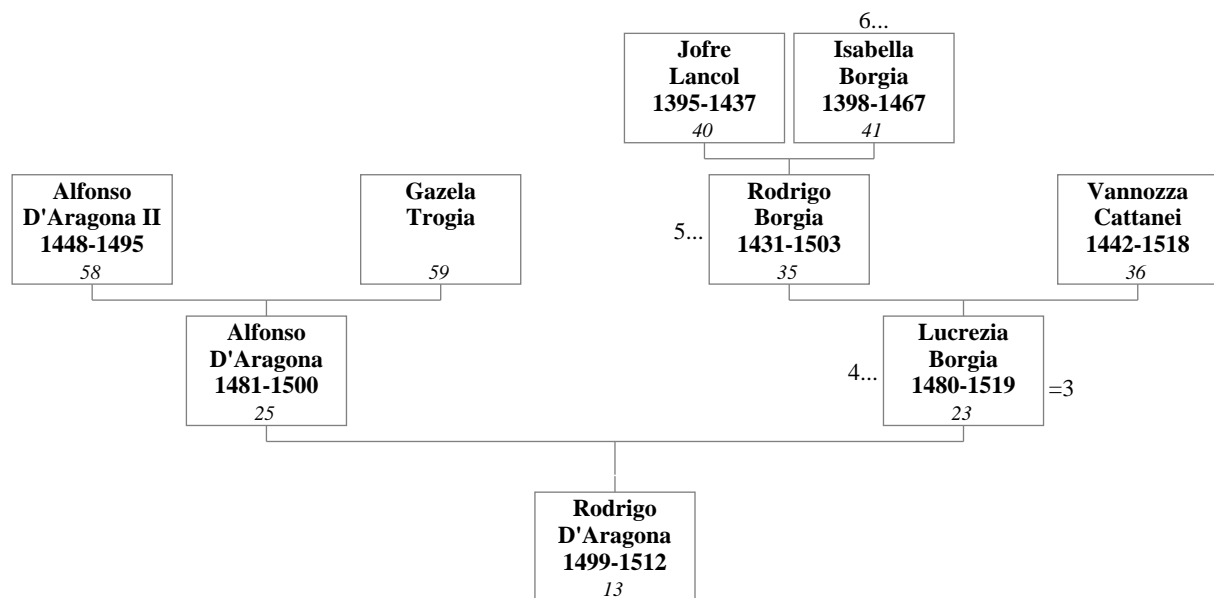 6...
Jofre
Lancol
1395-1437
40
Isabella
Borgia
1398-1467
41
Alfonso
D'Aragona II
1448-1495
58
Gazela
Trogia
59
5...
Rodrigo
Borgia
1431-1503
35
Vannozza
Cattanei
1442-1518
36
Alfonso
D'Aragona
1481-1500
25
4...
Lucrezia
Borgia
1480-1519
23
=3
Rodrigo
D'Aragona
1499-1512
13